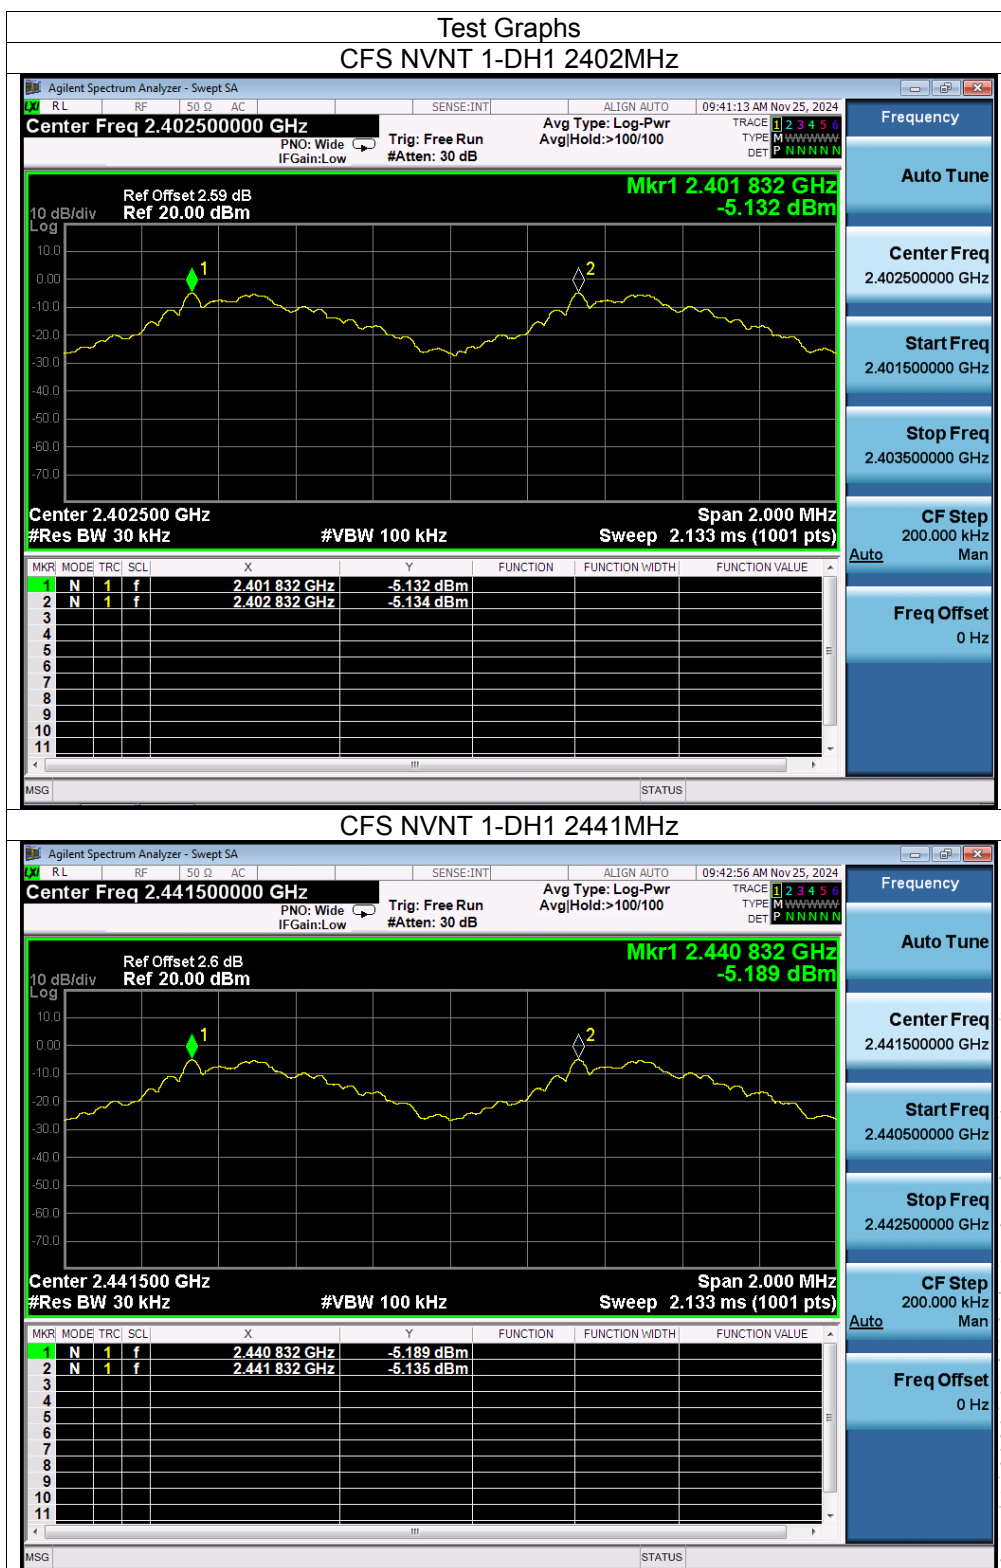 Test Graphs
CFS NVNT 1-DH1 2402MHz
Agilent Spectrum Analyzer - Swept SA
LXI RL RF 50 Ω AC SENSE:INT ALIGN AUTO 09:41:13 AM Nov 25, 2024
Center Freq 2.402500000 GHz Avg Type: Log-Pwr TRACE 1 2 3 4 5 6
PNO: Wide Trig: Free Run Avg|Hold:>100/100 TYPE M WWWWW
IFGain:Low #Atten: 30 dB DET P N N N N N
Frequency
Auto Tune
Mkr1 2.401 832 GHz
-5.132 dBm
Ref Offset 2.59 dB
10 dB/div Ref 20.00 dBm
Log
10.0
0.00
-10.0
-20.0
-30.0
-40.0
-50.0
-60.0
-70.0
1
2
Center Freq
2.402500000 GHz
Start Freq
2.401500000 GHz
Stop Freq
2.403500000 GHz
Center 2.402500 GHz Span 2.000 MHz
#Res BW 30 kHz #VBW 100 kHz Sweep 2.133 ms (1001 pts)
CF Step
200.000 kHz
Auto Man
MKR MODE TRC SCL X Y FUNCTION FUNCTION WIDTH FUNCTION VALUE
1 N 1 f 2.401 832 GHz -5.132 dBm
2 N 1 f 2.402 832 GHz -5.134 dBm
3
4
5
6
7
8
9
10
11
Freq Offset
0 Hz
MSG STATUS
CFS NVNT 1-DH1 2441MHz
Agilent Spectrum Analyzer - Swept SA
LXI RL RF 50 Ω AC SENSE:INT ALIGN AUTO 09:42:56 AM Nov 25, 2024
Center Freq 2.441500000 GHz Avg Type: Log-Pwr TRACE 1 2 3 4 5 6
PNO: Wide Trig: Free Run Avg|Hold:>100/100 TYPE M WWWWW
IFGain:Low #Atten: 30 dB DET P N N N N N
Frequency
Auto Tune
Mkr1 2.440 832 GHz
-5.189 dBm
Ref Offset 2.6 dB
10 dB/div Ref 20.00 dBm
Log
10.0
0.00
-10.0
-20.0
-30.0
-40.0
-50.0
-60.0
-70.0
1
2
Center Freq
2.441500000 GHz
Start Freq
2.440500000 GHz
Stop Freq
2.442500000 GHz
Center 2.441500 GHz Span 2.000 MHz
#Res BW 30 kHz #VBW 100 kHz Sweep 2.133 ms (1001 pts)
CF Step
200.000 kHz
Auto Man
MKR MODE TRC SCL X Y FUNCTION FUNCTION WIDTH FUNCTION VALUE
1 N 1 f 2.440 832 GHz -5.189 dBm
2 N 1 f 2.441 832 GHz -5.135 dBm
3
4
5
6
7
8
9
10
11
Freq Offset
0 Hz
MSG STATUS